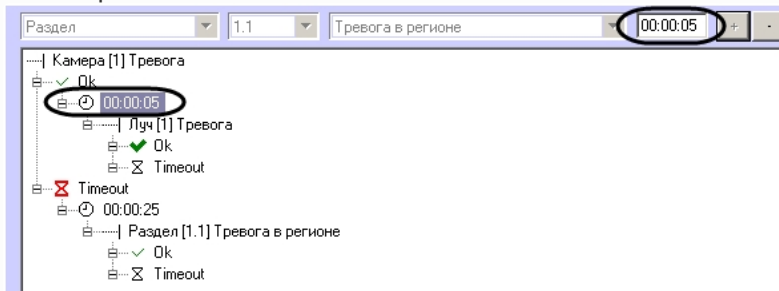 Раздел 1.1 Тревога в регионе 00:00:05 + -
Камера [1] Тревога
Ok
00:00:05
Луч [1] Тревога
Ok
Timeout
Timeout
00:00:25
Раздел [1.1] Тревога в регионе
Ok
Timeout